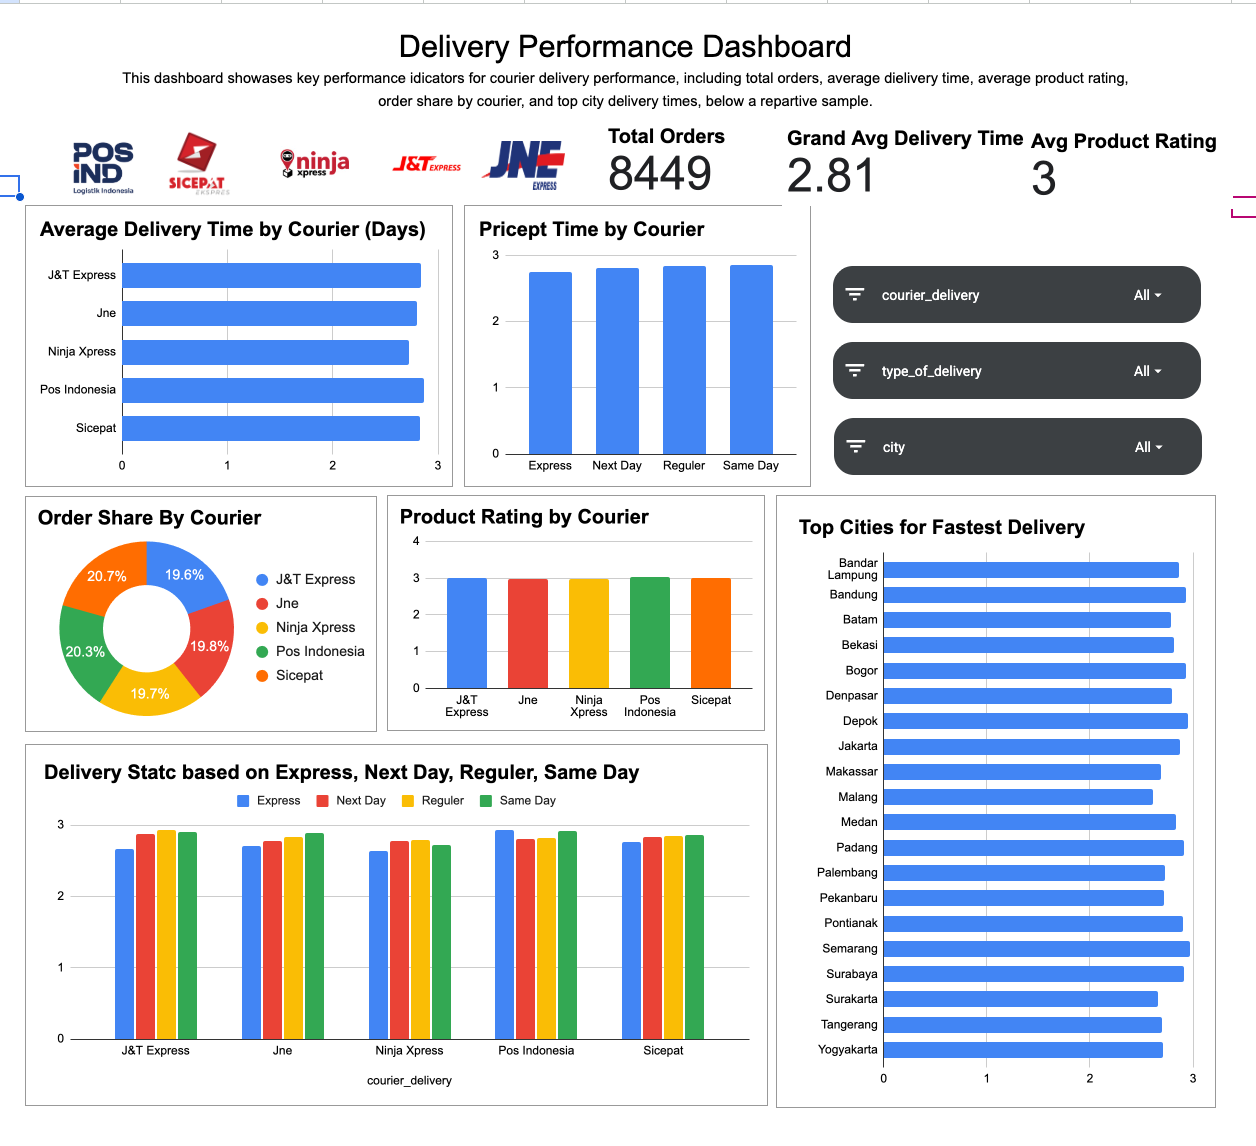 Delivery Performance Dashboard
This dashboard showases key performance idicators for courier delivery performance, including total orders, average dielivery time, average product rating,
order share by courier, and top city delivery times, below a repartive sample.
POS
IND
Logistik Indonesia
SICEPAT
EKSPRES
ninja
xpress
J&T EXPRESS
JNE
EXPRESS
Total Orders
8449
Grand Avg Delivery Time
2.81
Avg Product Rating
3
Average Delivery Time by Courier (Days)
J&T Express
Jne
Ninja Xpress
Pos Indonesia
Sicepat
0 1 2 3
Pricept Time by Courier
3
2
1
0
Express Next Day Reguler Same Day
courier_delivery All
type_of_delivery All
city All
Order Share By Courier
20.7%
19.6%
20.3%
19.8%
19.7%
J&T Express
Jne
Ninja Xpress
Pos Indonesia
Sicepat
Product Rating by Courier
4
3
2
1
0
J&T Express
Jne
Ninja Xpress
Pos Indonesia
Sicepat
Top Cities for Fastest Delivery
Bandar
Lampung
Bandung
Batam
Bekasi
Bogor
Denpasar
Depok
Jakarta
Makassar
Malang
Medan
Padang
Palembang
Pekanbaru
Pontianak
Semarang
Surabaya
Surakarta
Tangerang
Yogyakarta
0 1 2 3
Delivery Statc based on Express, Next Day, Reguler, Same Day
Express Next Day Reguler Same Day
3
2
1
0
J&T Express Jne Ninja Xpress Pos Indonesia Sicepat
courier_delivery